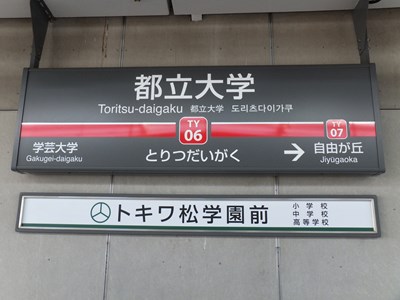 都立大学
Toritsu-daigaku 都立大学 도리츠다이가쿠
TY
06
TY
07
学芸大学
Gakugei-daigaku
とりつだいがく
→ 自由が丘
Jiyūgaoka
トキワ松学園前
小学校
中学校
高等学校